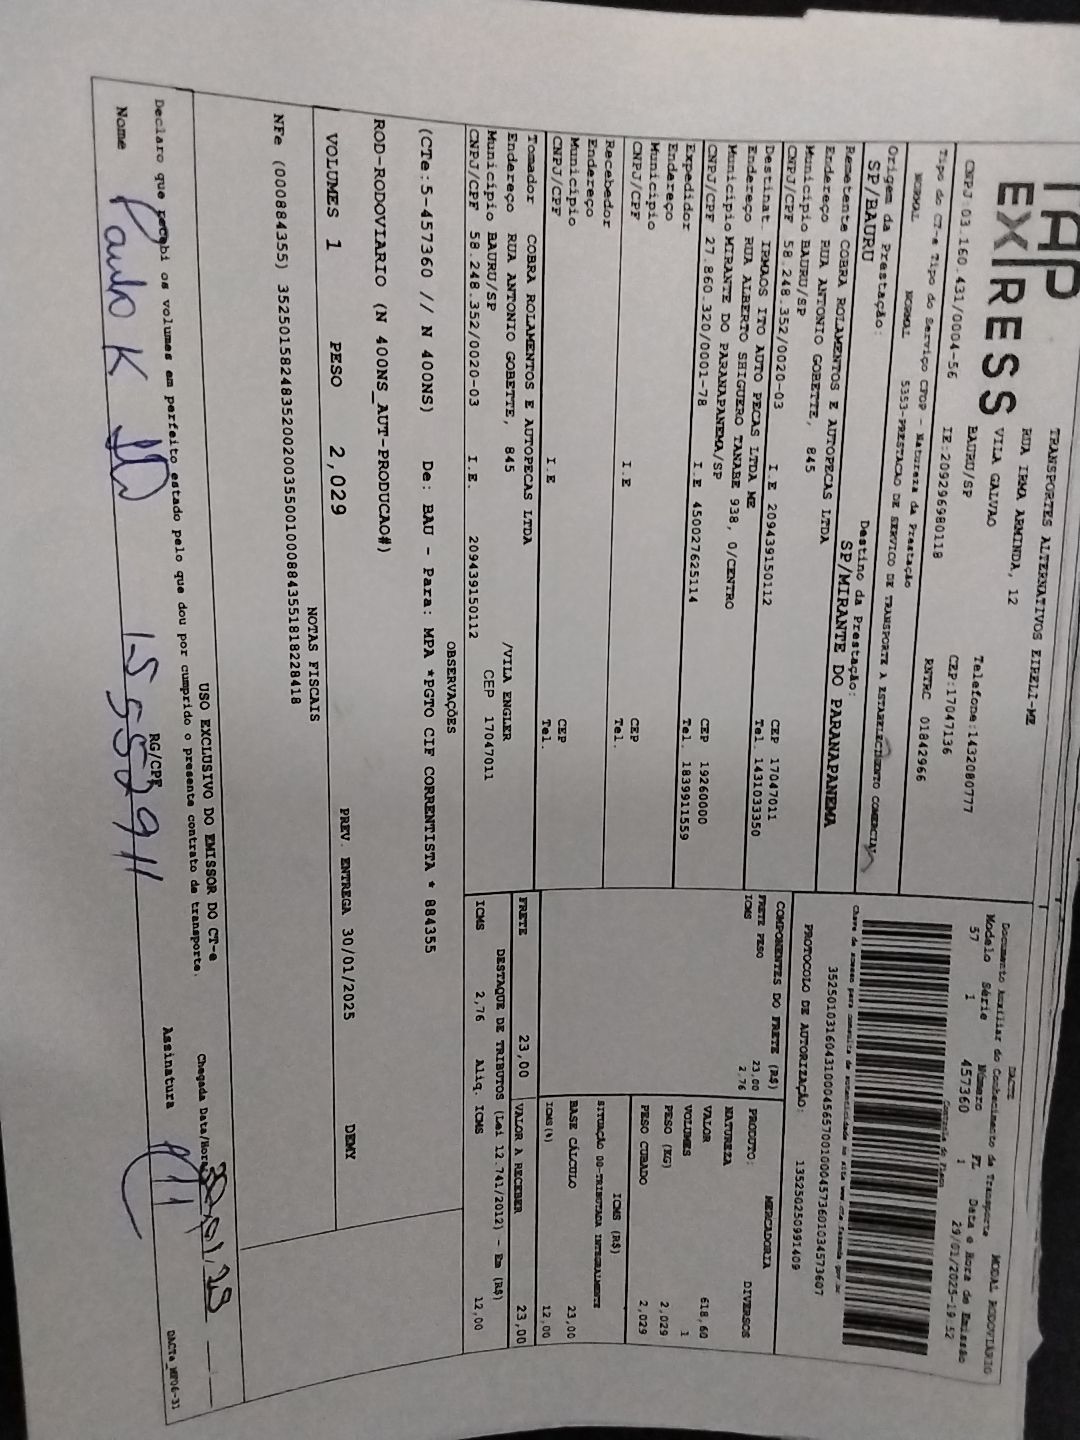 TAP
EXPRESS
TRANSPORTES ALTERNATIVOS EIRELI-ME
RUA IRMA ARMINDA, 12
VILA GALVAO
BAURU/SP
Telefone:1432080777
CEP:17047136
CNPJ:03.160.431/0004-56 IE:209296980118 RNTRC 01842966
Tipo do CT-e Tipo do Serviço CFOP - Natureza da Prestação
NORMAL NORMAL 5353-PRESTACAO DE SERVICO DE TRANSPORTE A ESTABELECIMENTO COMERCIAL
Origem da Prestação: Destino da Prestação:
SP/BAURU SP/MIRANTE DO PARANAPANEMA
DACTE MODAL RODOVIÁRIO
Documento Auxiliar do Conhecimento de Transporte
Modelo Série Número FL Data e Hora de Emissão
57 1 457360 1 29/01/2025-19:52
Controle do Fisco
Chave de acesso para consulta de autenticidade no site www.cte.fazenda.gov.br
35250103160431000456570010004573601034573607
PROTOCOLO DE AUTORIZAÇÃO: 135250250991409
Remetente COBRA ROLAMENTOS E AUTOPECAS LTDA
Endereço RUA ANTONIO GOBETTE, 845
Município BAURU/SP CEP 17047011
CNPJ/CPF 58.248.352/0020-03 I.E 209439150112 Tel. 1431033350
Destinat. IRMAOS ITO AUTO PECAS LTDA ME
Endereço RUA ALBERTO SHIGUERO TANABE 938, 0/CENTRO
Município MIRANTE DO PARANAPANEMA/SP CEP 19260000
CNPJ/CPF 27.860.320/0001-78 I.E 450027625114 Tel. 1839911559
Expedidor
Endereço
Município CEP
CNPJ/CPF I.E Tel.
Recebedor
Endereço
Município CEP
CNPJ/CPF I.E Tel.
Tomador COBRA ROLAMENTOS E AUTOPECAS LTDA
Endereço RUA ANTONIO GOBETTE, 845 /VILA ENGLER
Município BAURU/SP CEP 17047011
CNPJ/CPF 58.248.352/0020-03 I.E. 209439150112
COMPONENTES DO FRETE (R$)
FRETE PESO 23,00
ICMS 2,76
MERCADORIA
PRODUTO: DIVERSOS
NATUREZA
VALOR 618,60
VOLUMES 1
PESO (KG) 2,029
PESO CUBADO 2,029
ICMS (R$)
SITUAÇÃO 00-TRIBUTADA INTEGRALMENTE
BASE CÁLCULO 23,00
ICMS(%) 12,00
FRETE 23,00 VALOR A RECEBER 23,00
DESTAQUE DE TRIBUTOS (Lei 12.741/2012) - Em (R$)
ICMS 2,76 Aliq. ICMS 12,00
OBSERVAÇÕES
(CTe:5-457360 // N 400NS) De: BAU - Para: MPA *PGTO CIF CORRENTISTA * 884355
ROD-RODOVIARIO (N 400NS_AUT-PRODUCAO#)
VOLUMES 1 PESO 2,029 PREV. ENTREGA 30/01/2025 DEMY
NOTAS FISCAIS
NFe (000884355) 35250158248352002003550010008843551818228418
USO EXCLUSIVO DO EMISSOR DO CT-e
Declaro que recebi os volumes em perfeito estado pelo que dou por cumprido o presente contrato de transporte.
Chegada Data/Hora
Nome Paulo K RG/CPF 155552911 Assinatura
DACTe_MP06-31